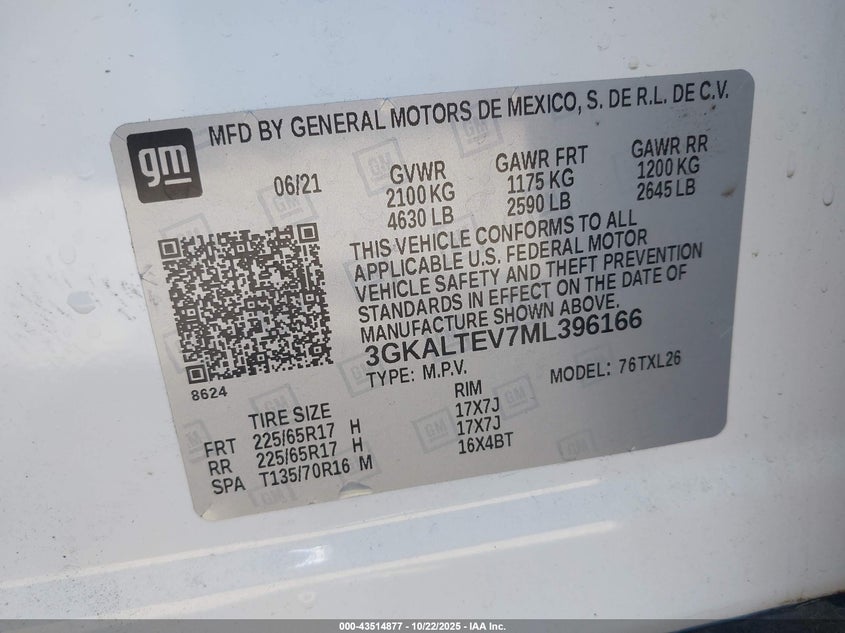 gm
MFD BY GENERAL MOTORS DE MEXICO, S. DE R.L. DE C.V.
06/21
GVWR
2100 KG
4630 LB
GAWR FRT
1175 KG
2590 LB
GAWR RR
1200 KG
2645 LB
THIS VEHICLE CONFORMS TO ALL
APPLICABLE U.S. FEDERAL MOTOR
VEHICLE SAFETY AND THEFT PREVENTION
STANDARDS IN EFFECT ON THE DATE OF
MANUFACTURE SHOWN ABOVE.
3GKALTEV7ML396166
TYPE: M.P.V.
MODEL: 76TXL26
8624
TIRE SIZE
RIM
FRT 225/65R17 H 17X7J
RR 225/65R17 H 17X7J
SPA T135/70R16 M 16X4BT
000-43514877 - 10/22/2025 - IAA Inc.